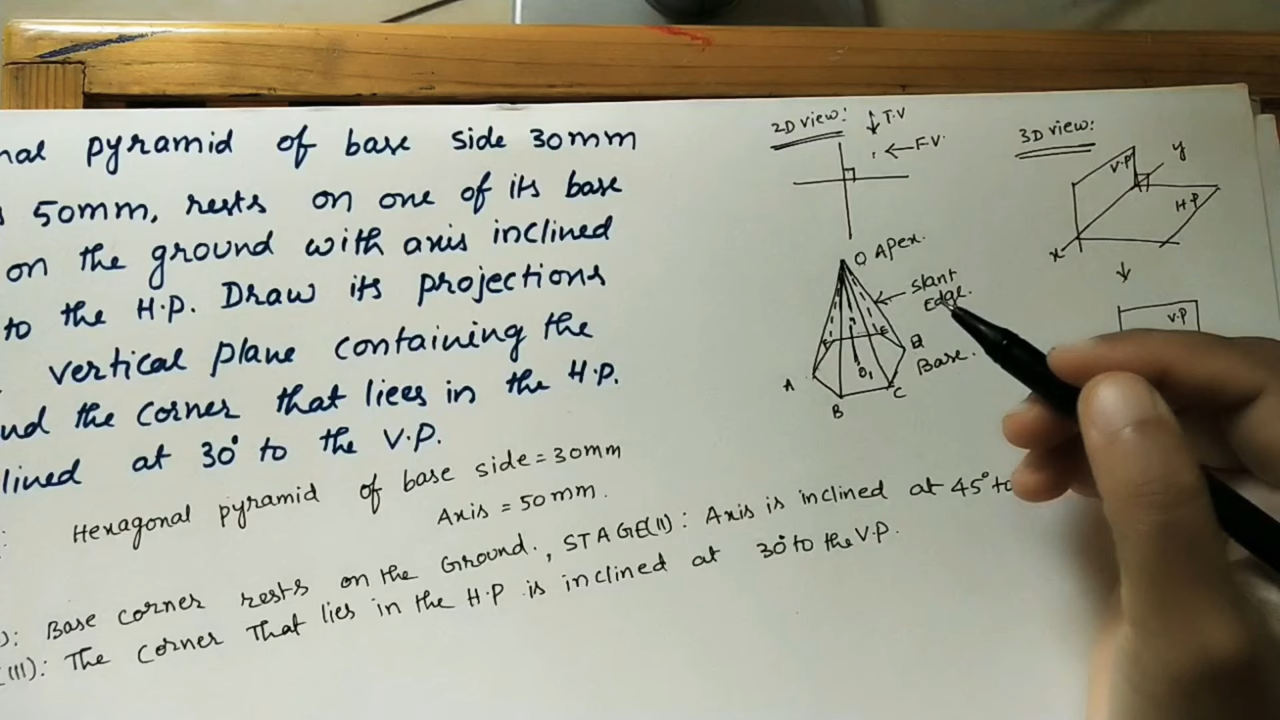 nal pyramid of base side 30mm
50mm, rests on one of its base
on the ground with axis inclined
to the H.P. Draw its projections
vertical plane containing the
nd the corner that liees in the H.P.
lined at 30° to the V.P.
Hexagonal pyramid of base side = 30mm
Axis = 50mm.
): Base corner rests on the Ground., STAGE(II): Axis is inclined at 45° to
(III): The corner That lies in the H.P is inclined at 30° to the V.P.
2D view:
T.V
F.V.
3D view:
V.P
y
H.P
x
V.P
O Apex.
Slant
Edge.
Base.
A
B
C
E
O1